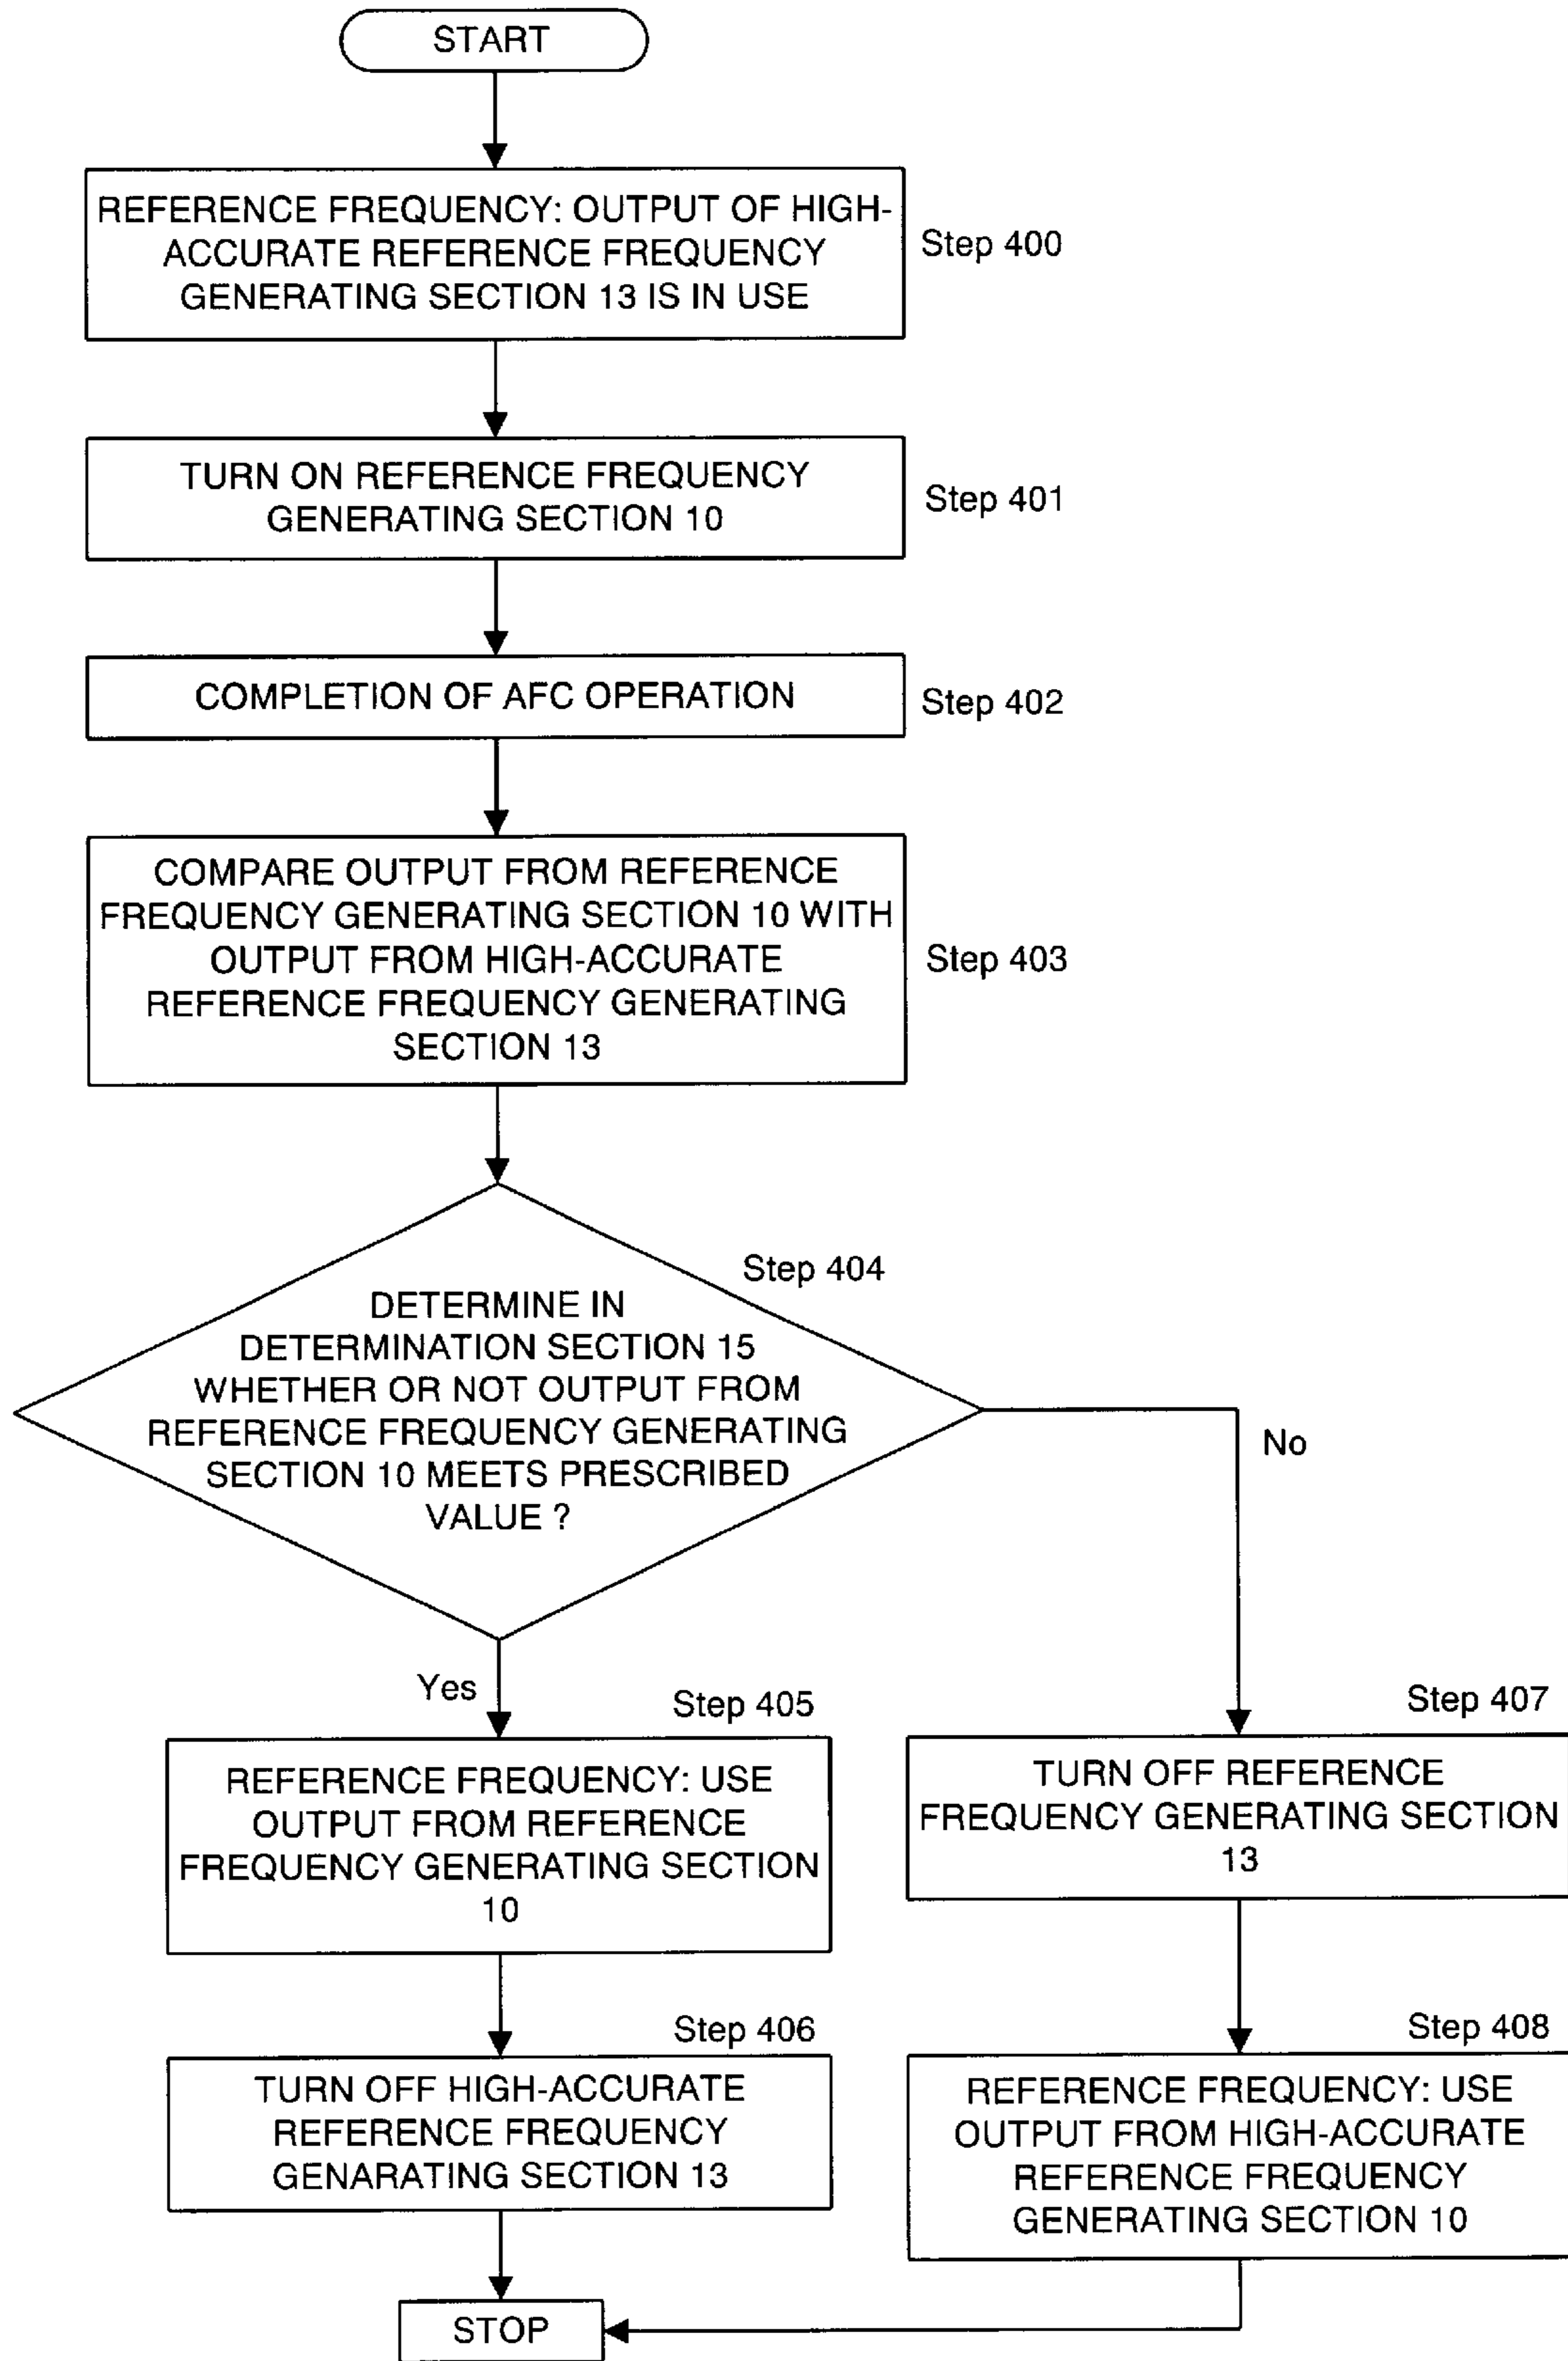 START
REFERENCE FREQUENCY: OUTPUT OF HIGH-
ACCURATE REFERENCE FREQUENCY
GENERATING SECTION 13 IS IN USE
Step 400
TURN ON REFERENCE FREQUENCY
GENERATING SECTION 10
Step 401
COMPLETION OF AFC OPERATION
Step 402
COMPARE OUTPUT FROM REFERENCE
FREQUENCY GENERATING SECTION 10 WITH
OUTPUT FROM HIGH-ACCURATE
REFERENCE FREQUENCY GENERATING
SECTION 13
Step 403
Step 404
DETERMINE IN
DETERMINATION SECTION 15
WHETHER OR NOT OUTPUT FROM
REFERENCE FREQUENCY GENERATING
SECTION 10 MEETS PRESCRIBED
VALUE ?
No
Yes
Step 405
REFERENCE FREQUENCY: USE
OUTPUT FROM REFERENCE
FREQUENCY GENERATING SECTION
10
Step 407
TURN OFF REFERENCE
FREQUENCY GENERATING SECTION
13
Step 406
TURN OFF HIGH-ACCURATE
REFERENCE FREQUENCY
GENARATING SECTION 13
Step 408
REFERENCE FREQUENCY: USE
OUTPUT FROM HIGH-ACCURATE
REFERENCE FREQUENCY
GENERATING SECTION 10
STOP